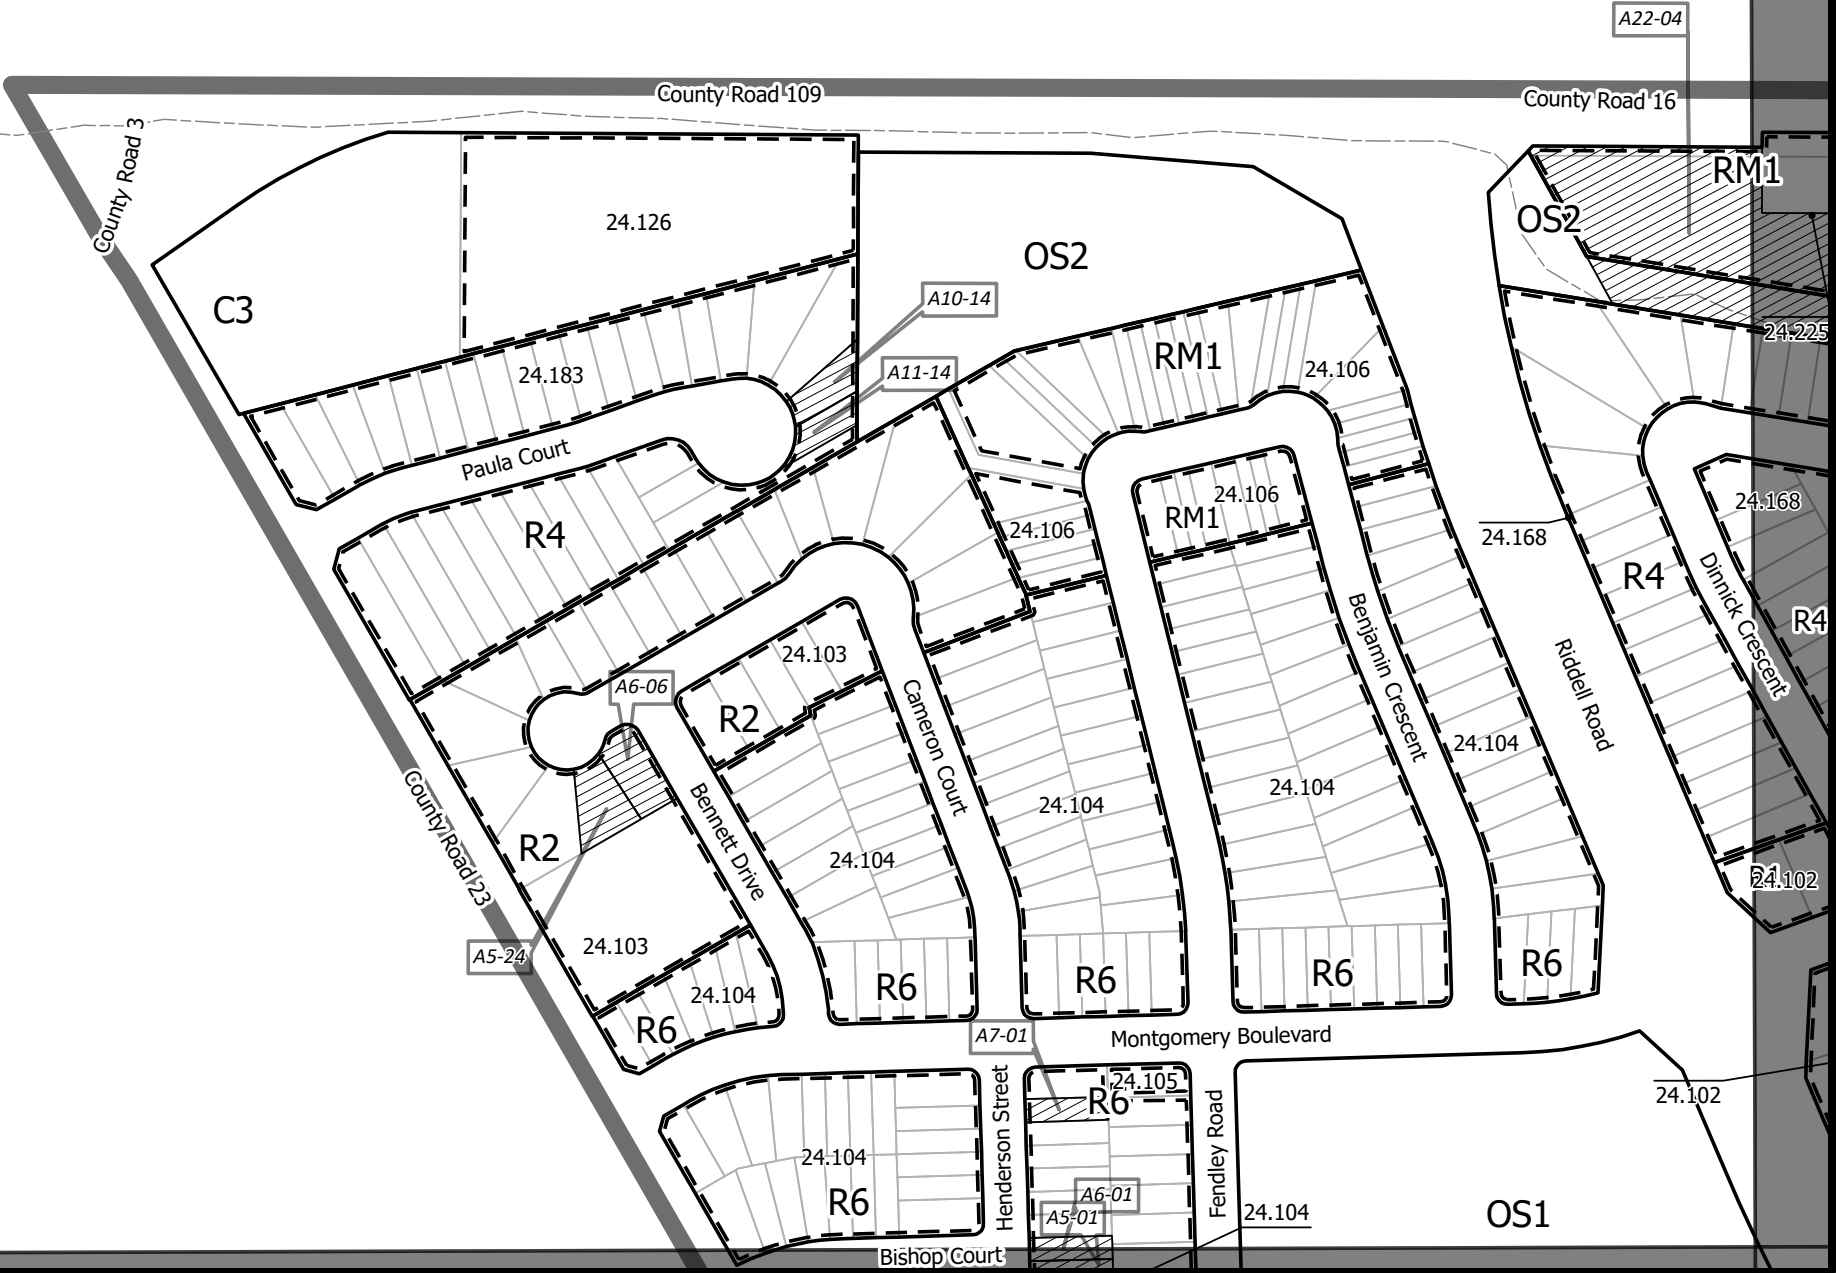 A22-04
County Road 109
County Road 16
County Road 3
RM1
OS2
24.126
OS2
C3
A10-14
24.225
RM1
24.106
A11-14
24.183
24.168
24.106
RM1
24.106
Paula Court
R4
24.168
R4
Dinnick Crescent
R4
24.103
R2
A6-06
Cameron Court
Benjamin Crescent
Riddell Road
24.104
24.104
24.104
24.104
Bennett Drive
R2
County Road 23
24.102
24.103
A5-24
24.104
R6
R6
R6
R6
R6
A7-01
Montgomery Boulevard
24.105
R6
24.102
Henderson Street
Fendley Road
24.104
R6
A6-01
A5-01
24.104
OS1
Bishop Court